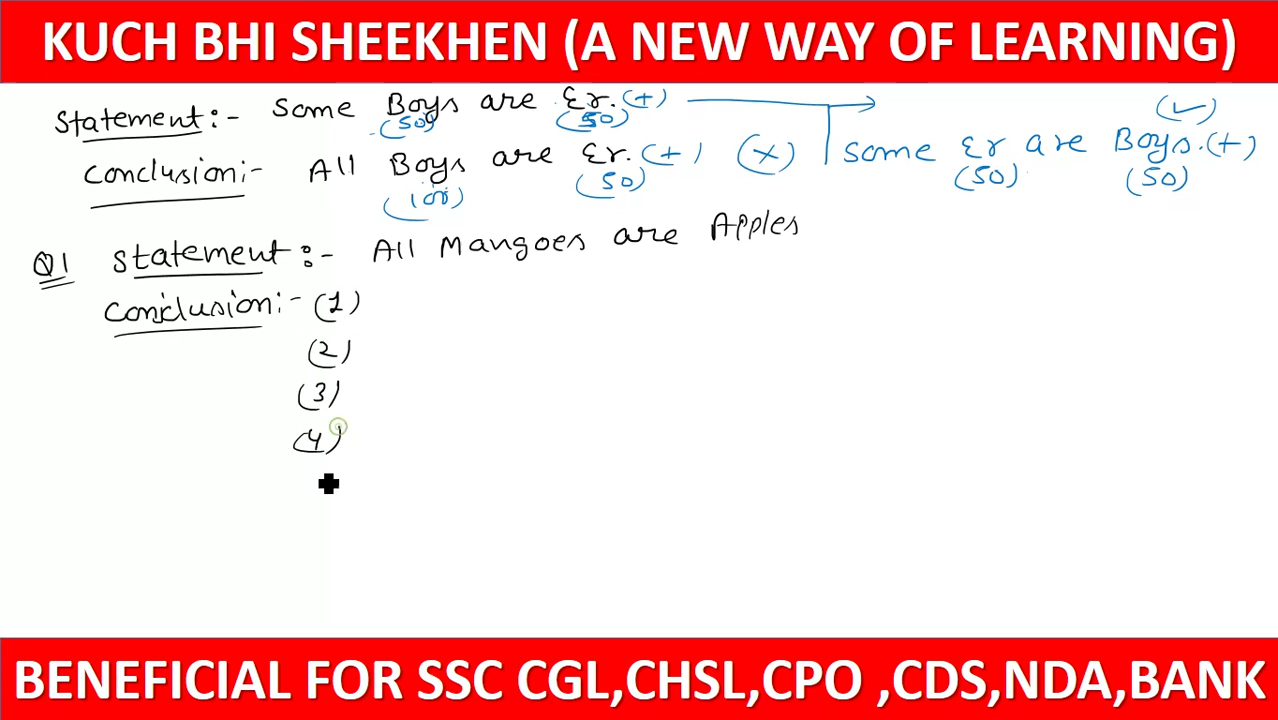 KUCH BHI SHEEKHEN (A NEW WAY OF LEARNING)
Statement:- Some Boys are Er. (+)
(50) (50)
(✓)
Conclusion:- All Boys are Er. (+) (×) Some Er are Boys. (+)
(100) (50) (50) (50)
Q1 Statement:- All Mangoes are Apples
Conclusion:- (1)
(2)
(3)
(4)
BENEFICIAL FOR SSC CGL,CHSL,CPO ,CDS,NDA,BANK